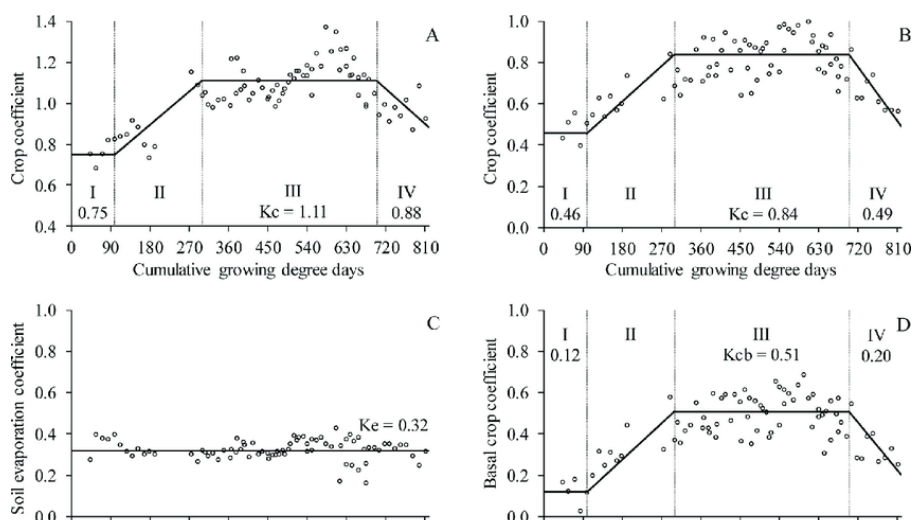 A
Crop coefficient
1.4
1.2
1.0
0.8
0.6
0.4
I II III IV
0.75 Kc = 1.11 0.88
0 90 180 270 360 450 540 630 720 810
Cumulative growing degree days
B
Crop coefficient
1.0
0.8
0.6
0.4
0.2
0.0
I II III IV
0.46 Kc = 0.84 0.49
0 90 180 270 360 450 540 630 720 810
Cumulative growing degree days
C
Soil evaporation coefficient
1.0
0.8
0.6
0.4
0.2
0.0
Ke = 0.32
D
Basal crop coefficient
1.0
0.8
0.6
0.4
0.2
0.0
I II III IV
0.12 Kcb = 0.51 0.20